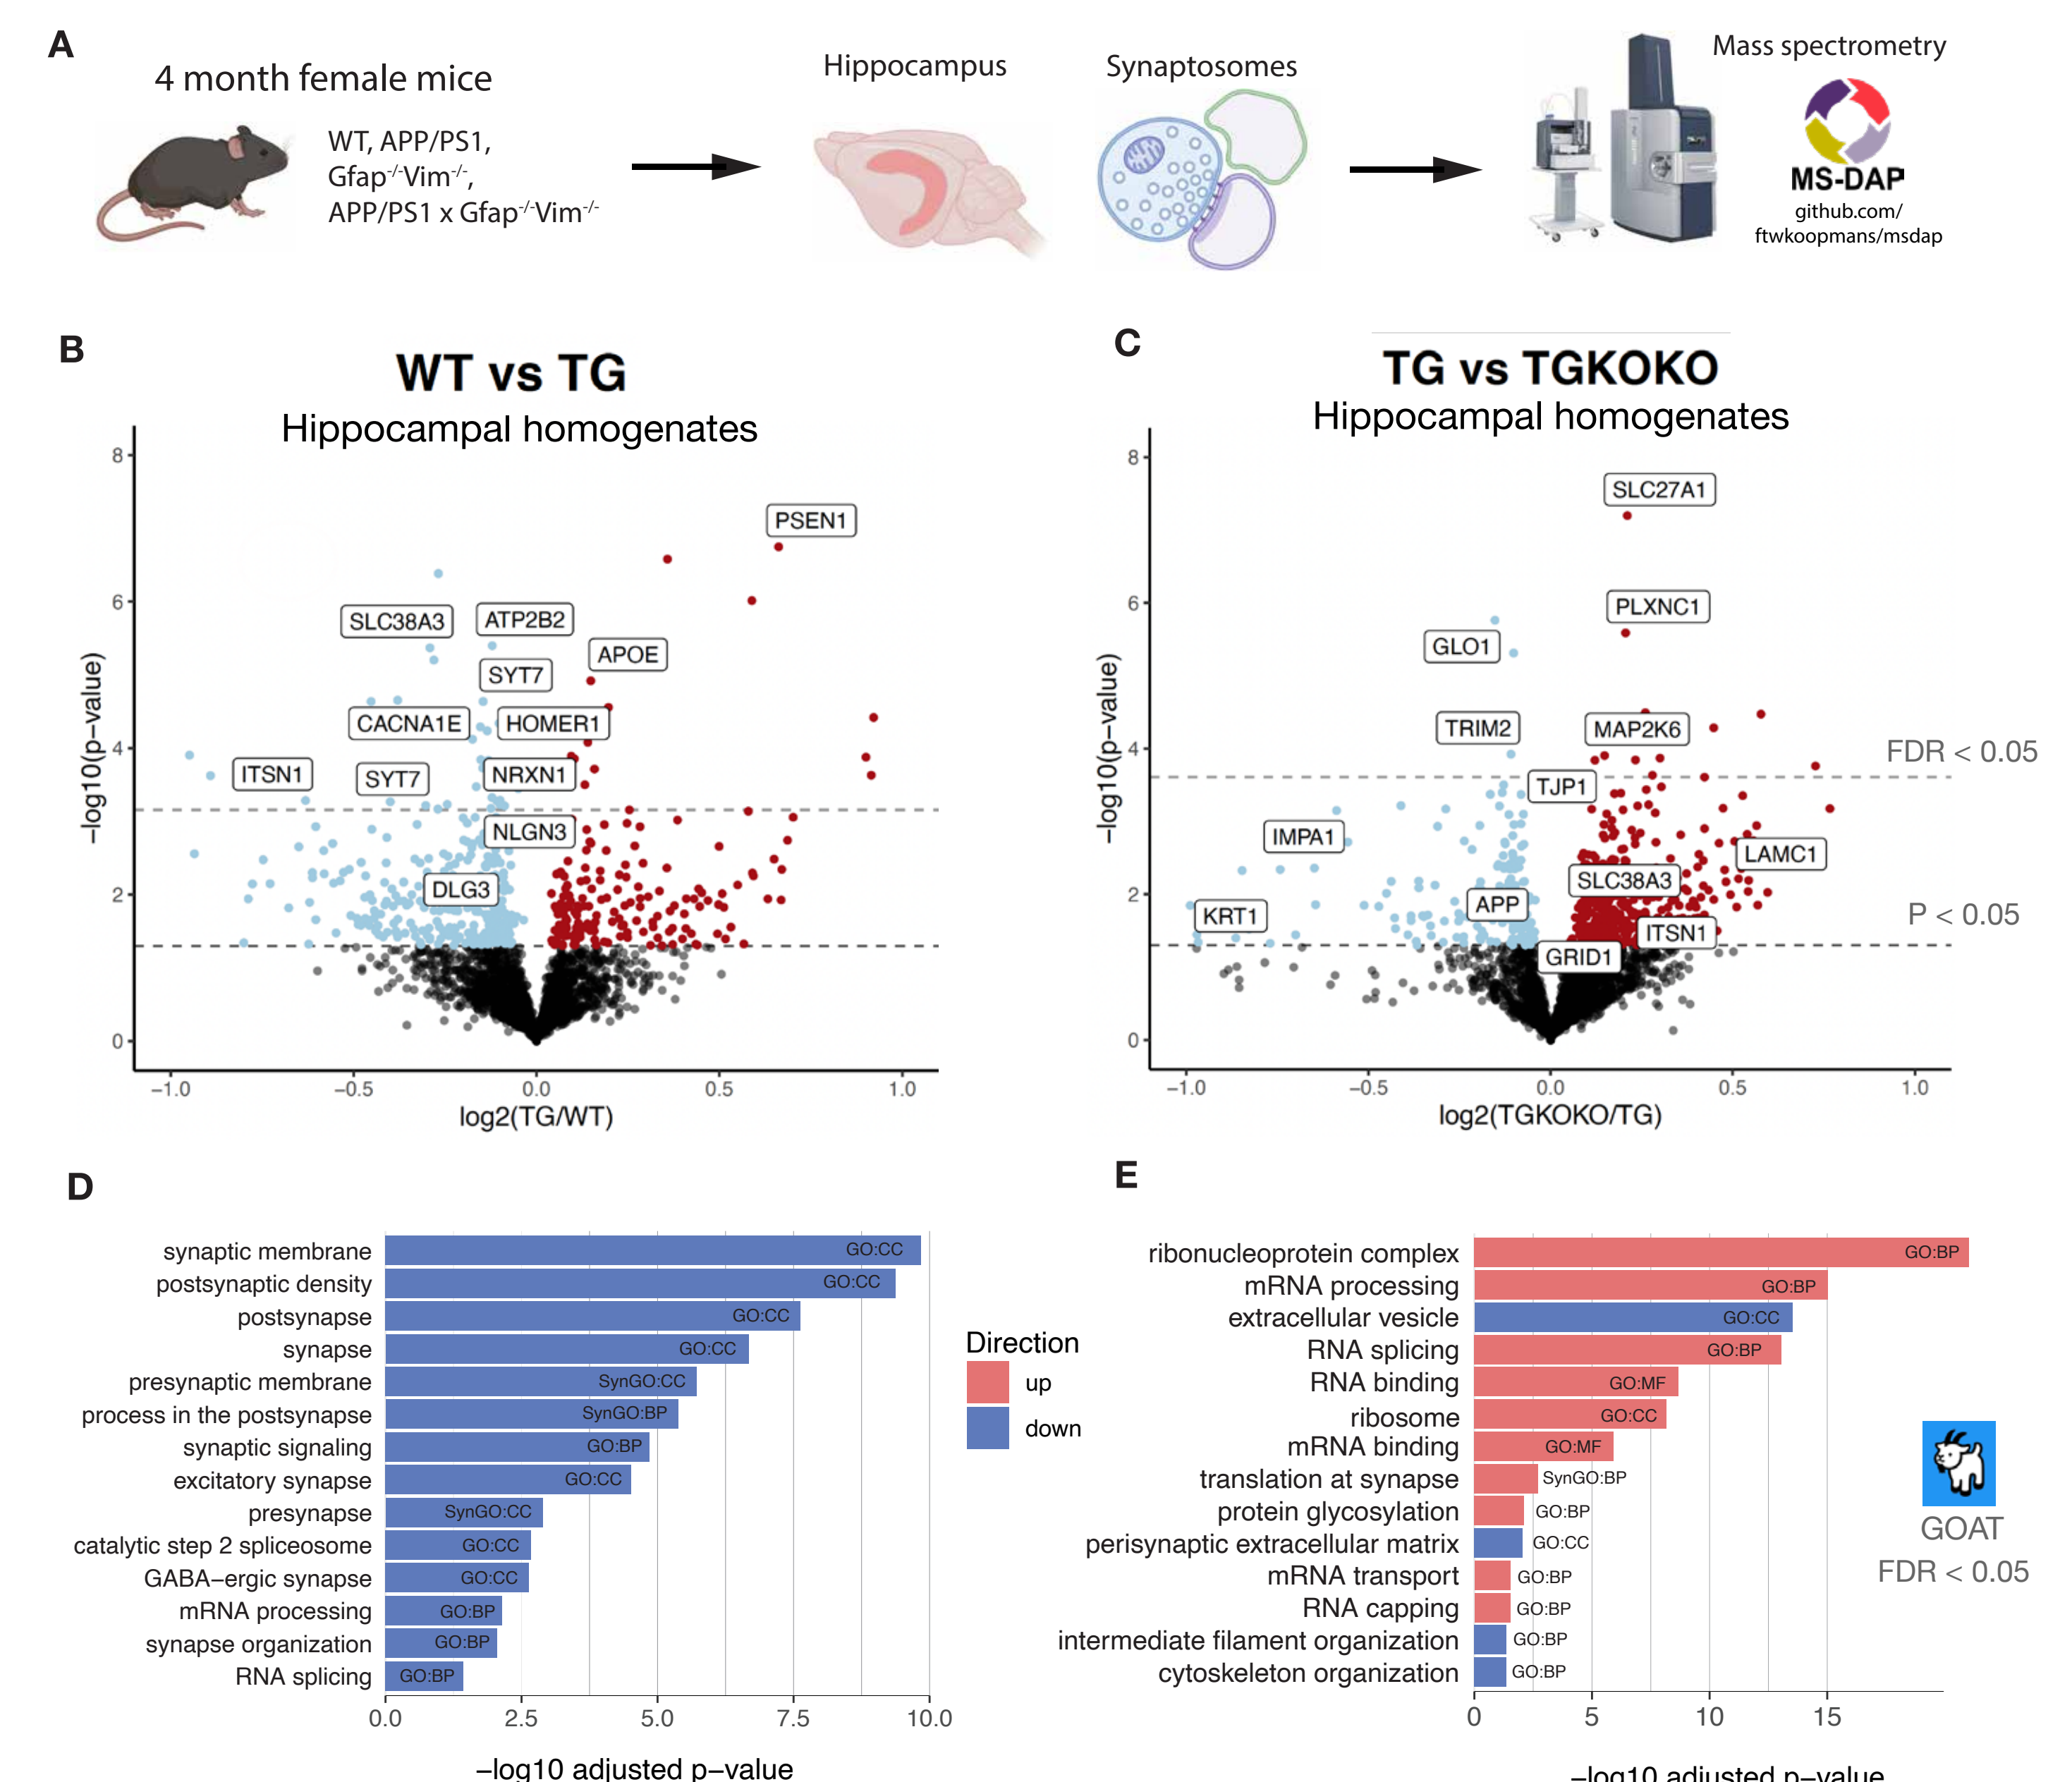 A
4 month female mice
WT, APP/PS1,
Gfap-/-Vim-/-,
APP/PS1 x Gfap-/-Vim-/-
Hippocampus
Synaptosomes
Mass spectrometry
MS-DAP
github.com/
ftwkoopmans/msdap
B
WT vs TG
Hippocampal homogenates
−log10(p−value)
8
6
4
2
0
PSEN1
SLC38A3
ATP2B2
APOE
SYT7
CACNA1E
HOMER1
ITSN1
SYT7
NRXN1
NLGN3
DLG3
−1.0
−0.5
0.0
0.5
1.0
log2(TG/WT)
C
TG vs TGKOKO
Hippocampal homogenates
−log10(p−value)
8
6
4
2
0
SLC27A1
PLXNC1
GLO1
TRIM2
MAP2K6
FDR < 0.05
TJP1
IMPA1
LAMC1
SLC38A3
APP
KRT1
P < 0.05
ITSN1
GRID1
−1.0
−0.5
0.0
0.5
1.0
log2(TGKOKO/TG)
D
synaptic membrane GO:CC
postsynaptic density GO:CC
postsynapse GO:CC
synapse GO:CC
presynaptic membrane SynGO:CC
process in the postsynapse SynGO:BP
synaptic signaling GO:BP
excitatory synapse GO:CC
presynapse SynGO:CC
catalytic step 2 spliceosome GO:CC
GABA−ergic synapse GO:CC
mRNA processing GO:BP
synapse organization GO:BP
RNA splicing GO:BP
0.0
2.5
5.0
7.5
10.0
−log10 adjusted p−value
Direction
up
down
E
ribonucleoprotein complex GO:BP
mRNA processing GO:BP
extracellular vesicle GO:CC
RNA splicing GO:BP
RNA binding GO:MF
ribosome GO:CC
mRNA binding GO:MF
translation at synapse SynGO:BP
protein glycosylation GO:BP
perisynaptic extracellular matrix GO:CC
mRNA transport GO:BP
RNA capping GO:BP
intermediate filament organization GO:BP
cytoskeleton organization GO:BP
0
5
10
15
−log10 adjusted p−value
GOAT
FDR < 0.05